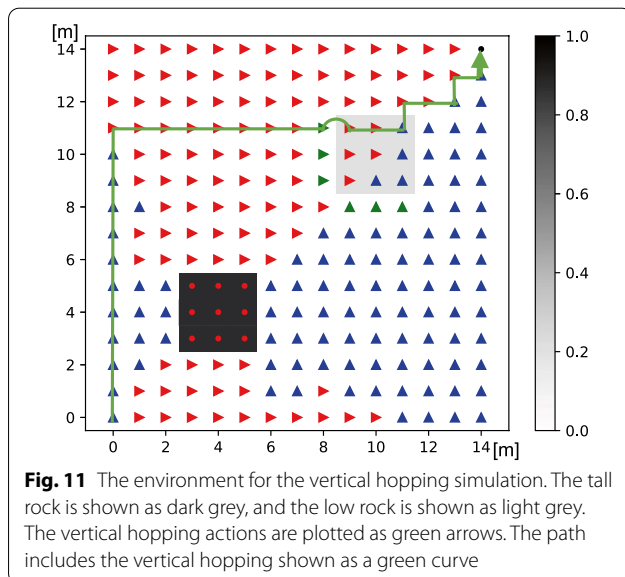 [m]
14
12
10
8
6
4
2
0
0 2 4 6 8 10 12 14 [m]
1.0
0.8
0.6
0.4
0.2
0.0
Fig. 11 The environment for the vertical hopping simulation. The tall
rock is shown as dark grey, and the low rock is shown as light grey.
The vertical hopping actions are plotted as green arrows. The path
includes the vertical hopping shown as a green curve